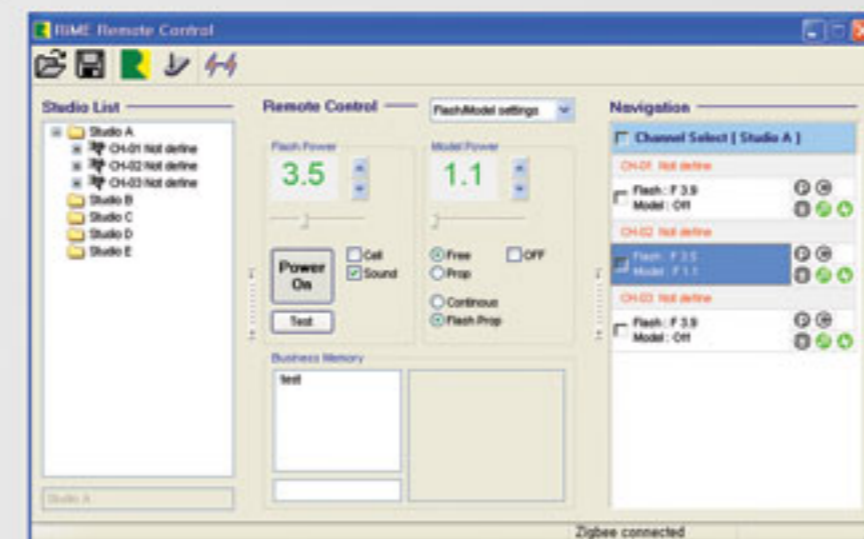 RiME Remote Control
Studio List
Studio A
CH-01 Not define
CH-02 Not define
CH-03 Not define
Studio B
Studio C
Studio D
Studio E
Studio A
Remote Control
Flash/Model settings
Flash Power
3.5
Model Power
1.1
Power On
Cell
Sound
Test
Free
OFF
Prop
Continous
Flash Prop
Business Memory
test
Navigation
Channel Select [ Studio A ]
CH-01 Not define
Flash : F 3.9
Model : Off
CH-02 Not define
Flash : F 3.5
Model : F 1.1
CH-03 Not define
Flash : F 3.9
Model : Off
Zigbee connected